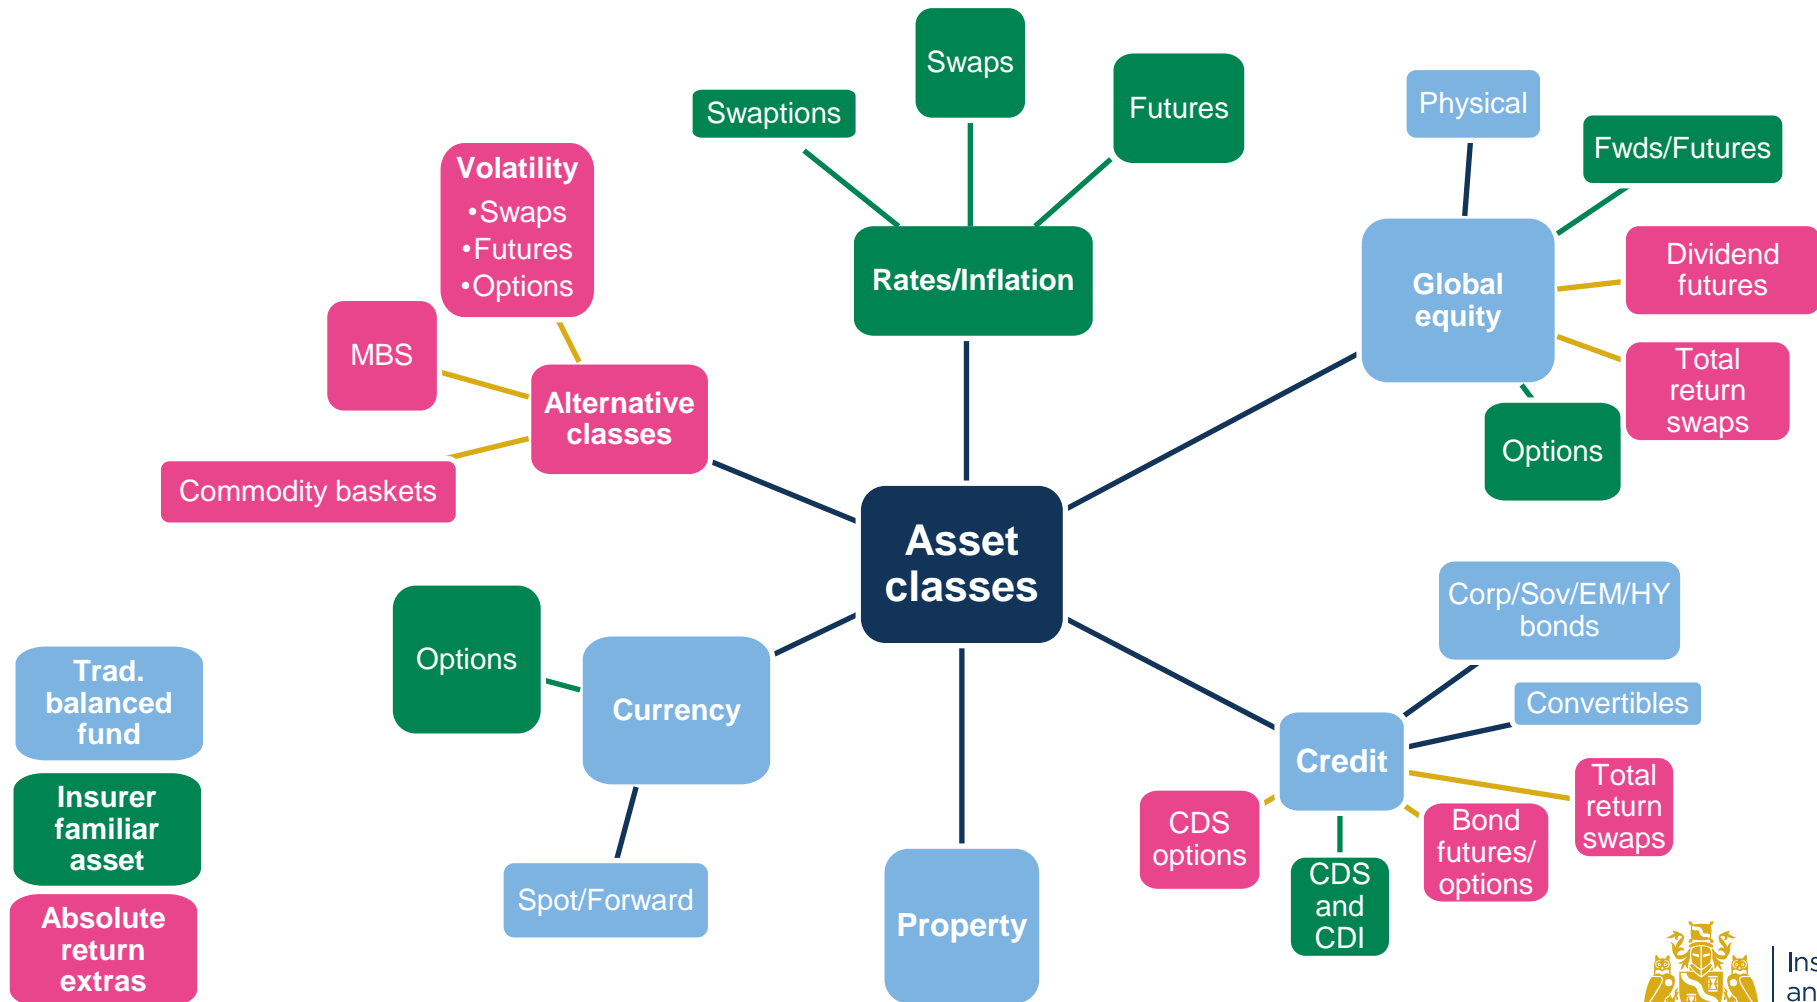 Swaps
Swaptions
Futures
Physical
Fwds/Futures
Volatility
•Swaps
•Futures
•Options
Rates/Inflation
Global
equity
Dividend
futures
MBS
Total
return
swaps
Alternative
classes
Options
Commodity baskets
Asset
classes
Corp/Sov/EM/HY
bonds
Options
Currency
Convertibles
Credit
Total
return
swaps
CDS
options
Bond
futures/
options
CDS
and
CDI
Spot/Forward
Property
Trad.
balanced
fund
Insurer
familiar
asset
Absolute
return
extras
Ins
an